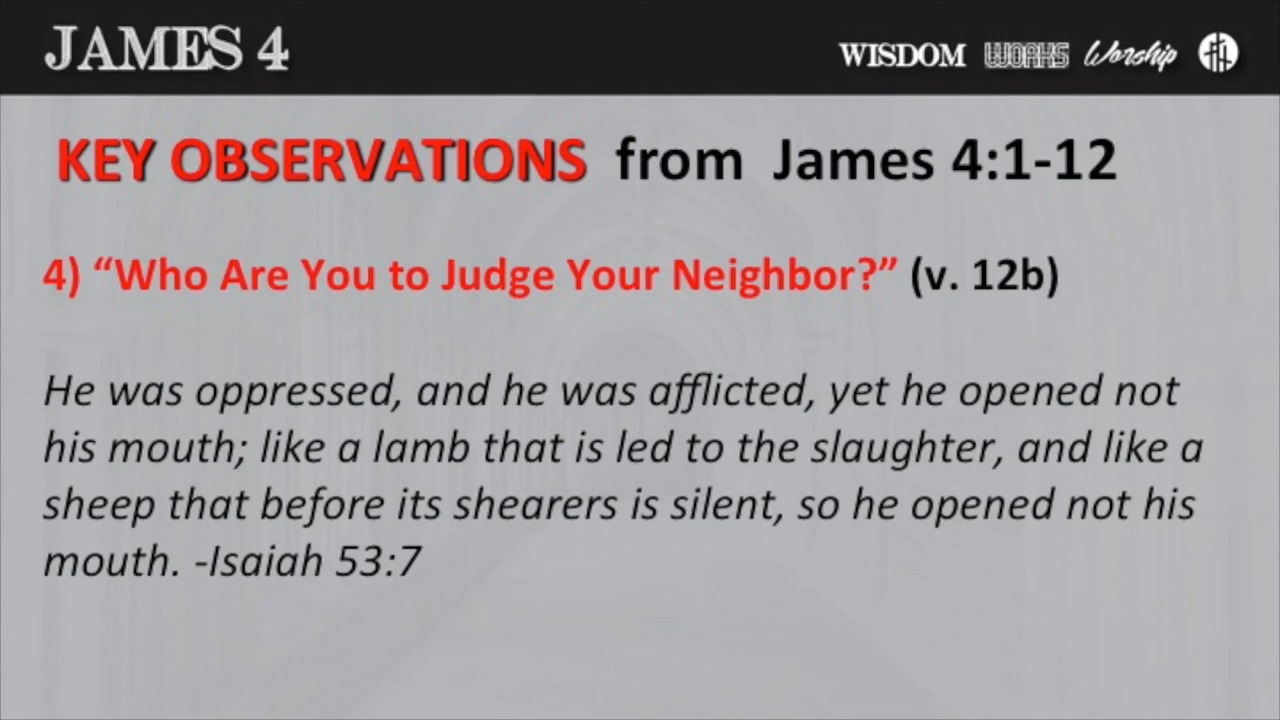 JAMES 4
WISDOM WORKS Worship
KEY OBSERVATIONS from James 4:1-12
4) “Who Are You to Judge Your Neighbor?” (v. 12b)
He was oppressed, and he was afflicted, yet he opened not
his mouth; like a lamb that is led to the slaughter, and like a
sheep that before its shearers is silent, so he opened not his
mouth. -Isaiah 53:7